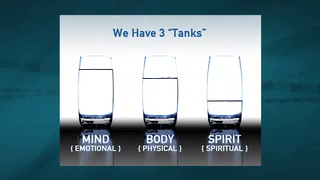 We Have 3 “Tanks”
MIND BODY SPIRIT
{ EMOTIONAL } { PHYSICAL } { SPIRITUAL }